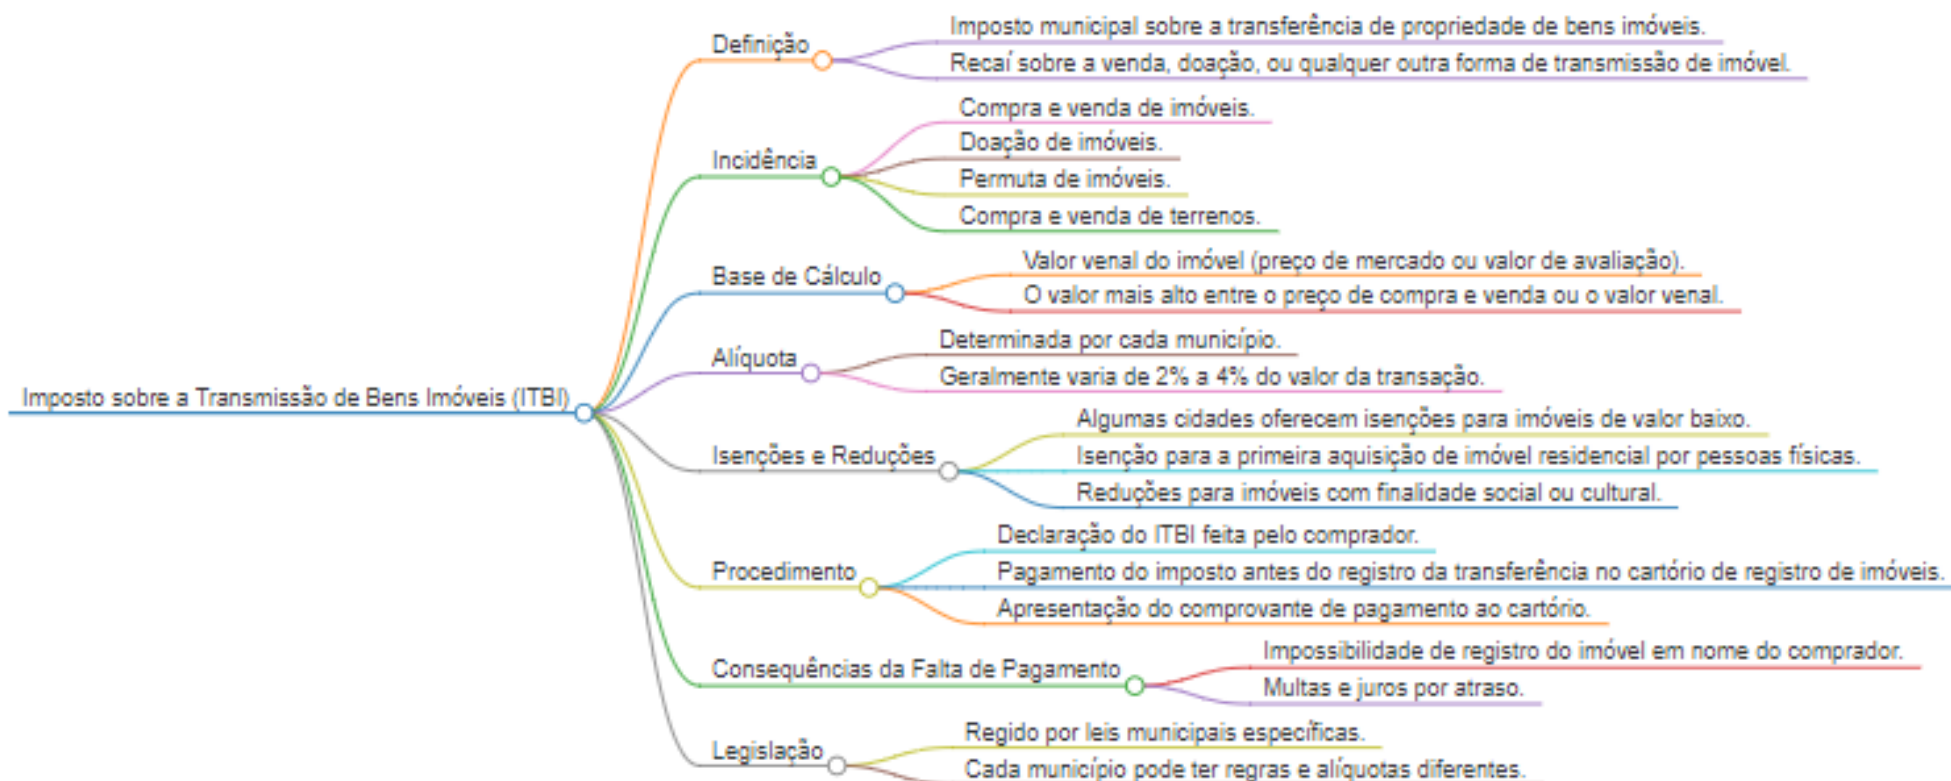 Imposto sobre a Transmissão de Bens Imóveis (ITBI)
Definição
Imposto municipal sobre a transferência de propriedade de bens imóveis.
Recaí sobre a venda, doação, ou qualquer outra forma de transmissão de imóvel.
Incidência
Compra e venda de imóveis.
Doação de imóveis.
Permuta de imóveis.
Compra e venda de terrenos.
Base de Cálculo
Valor venal do imóvel (preço de mercado ou valor de avaliação).
O valor mais alto entre o preço de compra e venda ou o valor venal.
Alíquota
Determinada por cada município.
Geralmente varia de 2% a 4% do valor da transação.
Isenções e Reduções
Algumas cidades oferecem isenções para imóveis de valor baixo.
Isenção para a primeira aquisição de imóvel residencial por pessoas físicas.
Reduções para imóveis com finalidade social ou cultural.
Procedimento
Declaração do ITBI feita pelo comprador.
Pagamento do imposto antes do registro da transferência no cartório de registro de imóveis.
Apresentação do comprovante de pagamento ao cartório.
Consequências da Falta de Pagamento
Impossibilidade de registro do imóvel em nome do comprador.
Multas e juros por atraso.
Legislação
Regido por leis municipais específicas.
Cada município pode ter regras e alíquotas diferentes.